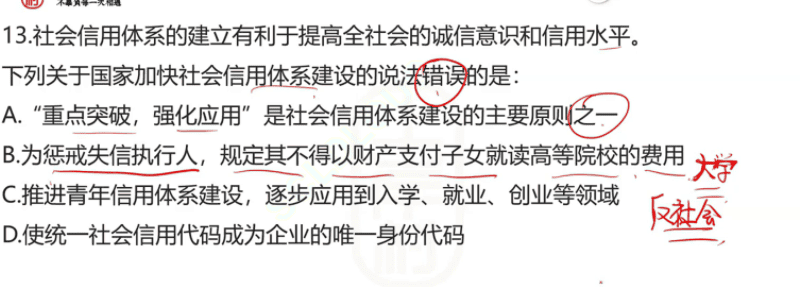 不辜负每一次相遇
13.社会信用体系的建立有利于提高全社会的诚信意识和信用水平。
下列关于国家加快社会信用体系建设的说法错误的是：
A.“重点突破，强化应用”是社会信用体系建设的主要原则之一
B.为惩戒失信执行人，规定其不得以财产支付子女就读高等院校的费用
大学
C.推进青年信用体系建设，逐步应用到入学、就业、创业等领域
反社会
D.使统一社会信用代码成为企业的唯一身份代码